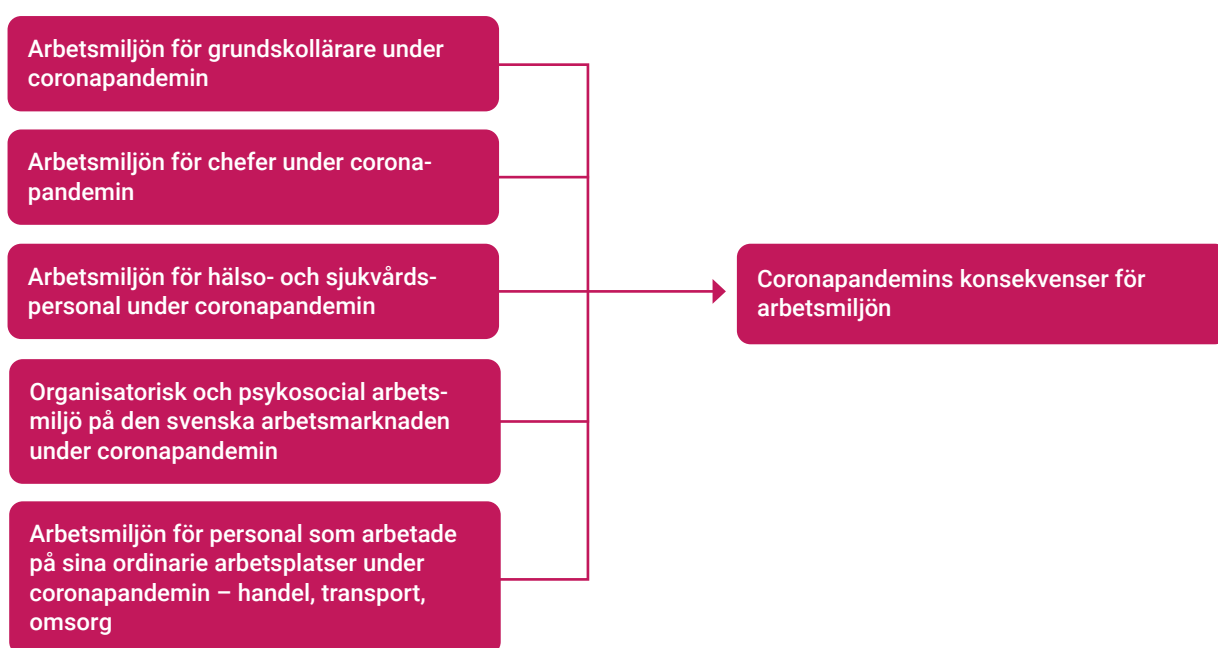 Arbetsmiljön för grundskollärare under
coronapandemin
Arbetsmiljön för chefer under corona-
pandemin
Arbetsmiljön för hälso- och sjukvårds-
personal under coronapandemin
Organisatorisk och psykosocial arbets-
miljö på den svenska arbetsmarknaden
under coronapandemin
Arbetsmiljön för personal som arbetade
på sina ordinarie arbetsplatser under
coronapandemin – handel, transport,
omsorg
Coronapandemins konsekvenser för
arbetsmiljön